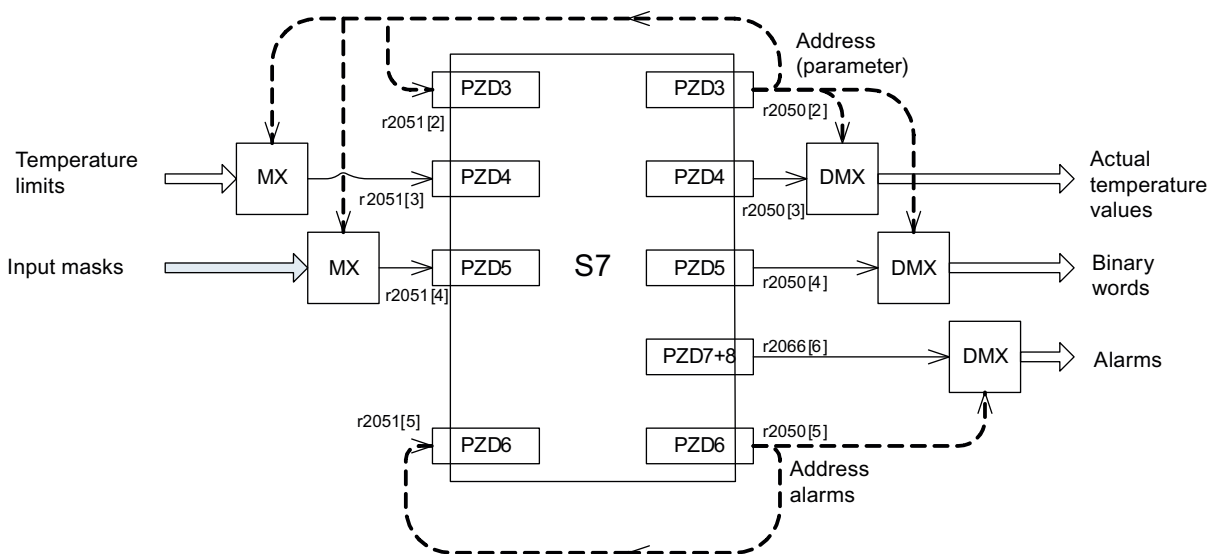 Address
(parameter)
PZD3
PZD3
r2051[2]
r2050[2]
Temperature
limits
MX
PZD4
PZD4
DMX
Actual
temperature
values
r2051[3]
r2050[3]
Input masks
MX
PZD5
S7
PZD5
DMX
Binary
words
r2051[4]
r2050[4]
PZD7+8
r2066[6]
DMX
Alarms
r2051[5]
r2050[5]
PZD6
PZD6
Address
alarms